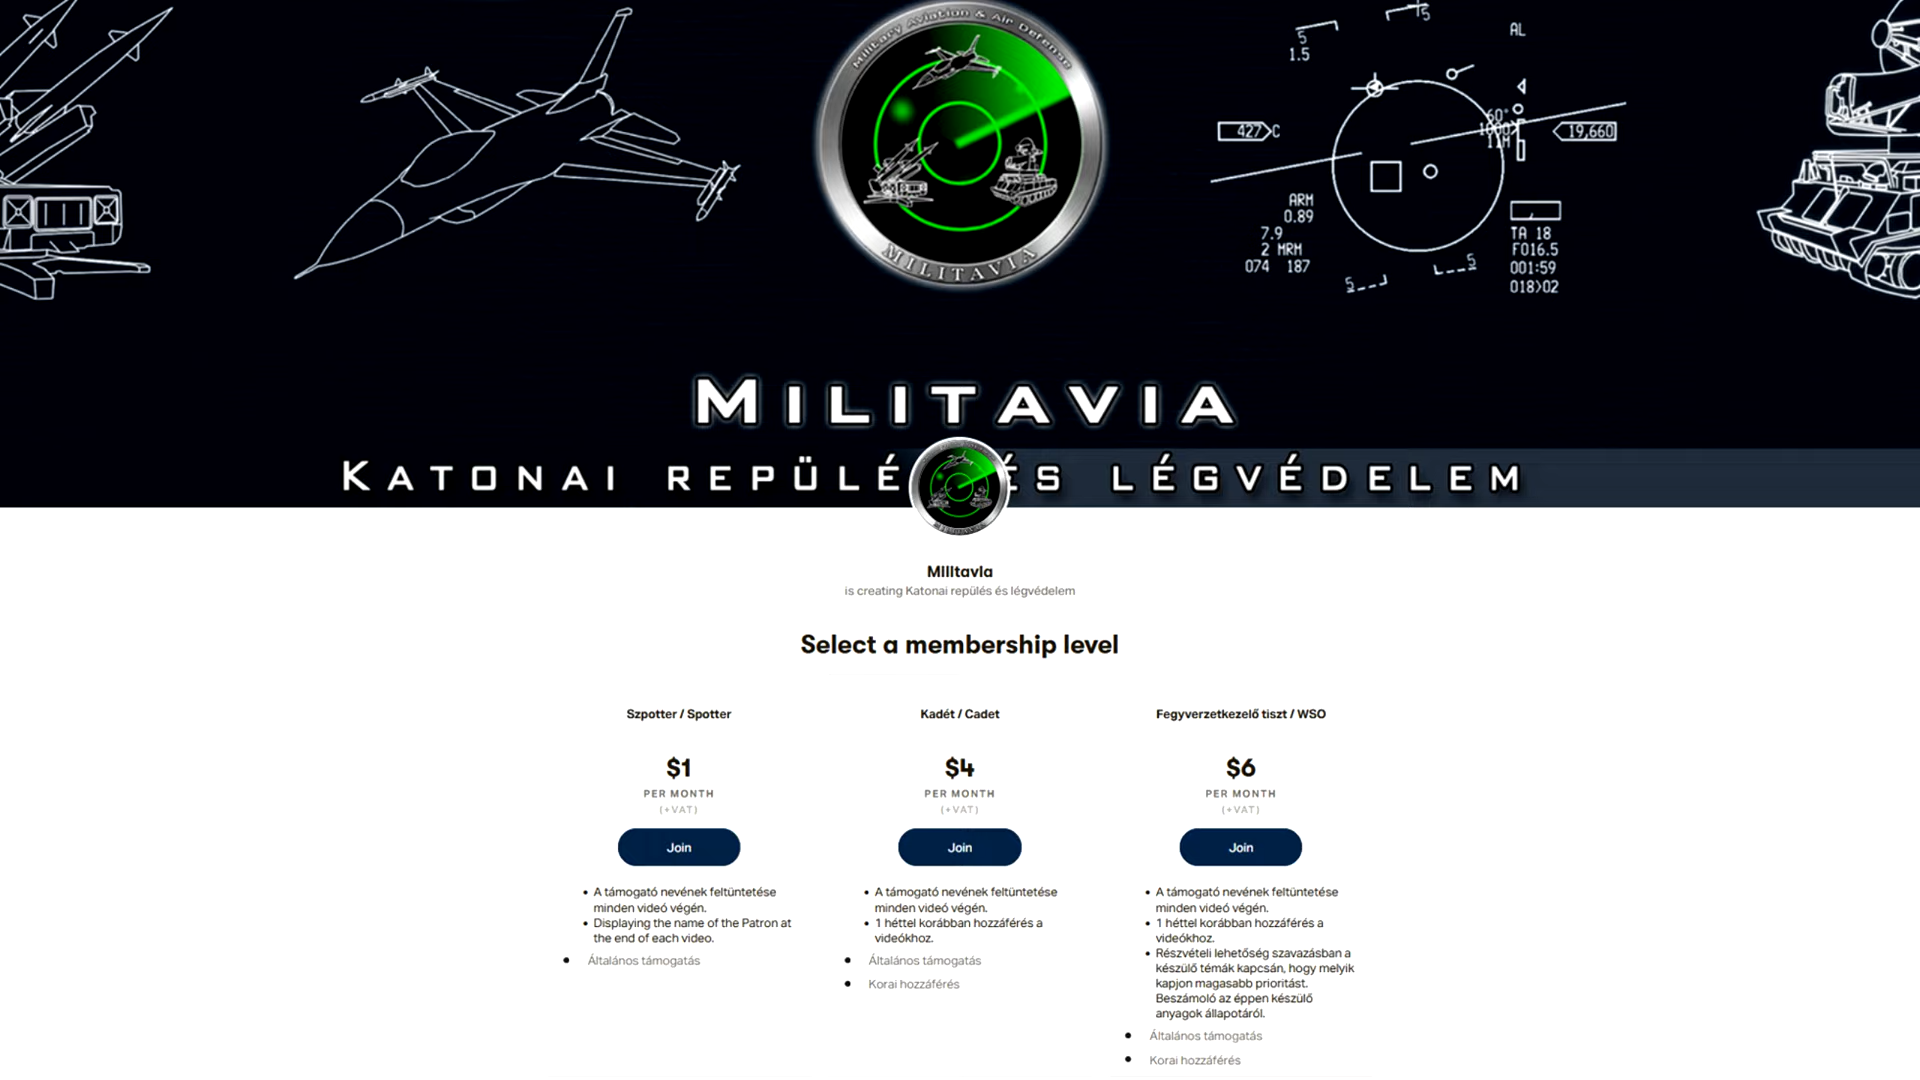 Military Aviation & Air Defense
MILITAVIA
5
1.5
5
AL
427 C
60°
1000
11M
19,660
ARM
0.89
7.9
2 MRM
074 187
5
5
TA 18
F016.5
001:59
018>02
MILITAVIA
KATONAI REPÜLÉS ÉS LÉGVÉDELEM
Militavia
is creating Katonai repülés és légvédelem
Select a membership level
Szpotter / Spotter
$1
PER MONTH
(+VAT)
Join
• A támogató nevének feltüntetése
minden videó végén.
• Displaying the name of the Patron at
the end of each video.
• Általános támogatás
Kadét / Cadet
$4
PER MONTH
(+VAT)
Join
• A támogató nevének feltüntetése
minden videó végén.
• 1 héttel korábban hozzáférés a
videókhoz.
• Általános támogatás
• Korai hozzáférés
Fegyverzetkezelő tiszt / WSO
$6
PER MONTH
(+VAT)
Join
• A támogató nevének feltüntetése
minden videó végén.
• 1 héttel korábban hozzáférés a
videókhoz.
• Részvételi lehetőség szavazásban a
készülő témák kapcsán, hogy melyik
kapjon magasabb prioritást.
Beszámoló az éppen készülő
anyagok állapotáról.
• Általános támogatás
• Korai hozzáférés